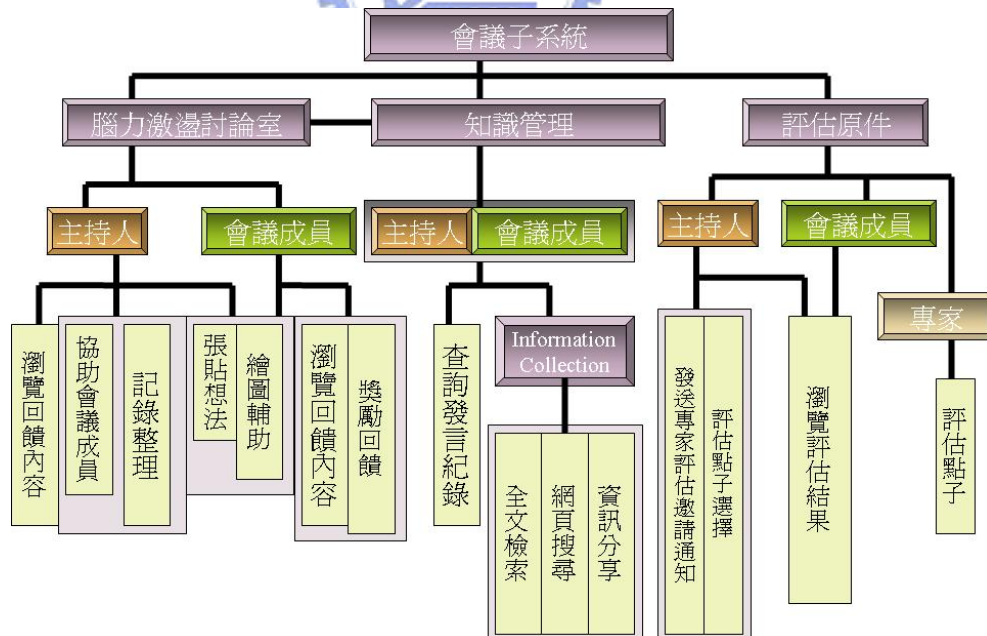 會議子系統
腦力激盪討論室
知識管理
評估原件
主持人
會議成員
主持人
會議成員
主持人
會議成員
專家
瀏覽回饋內容
協助會議成員
記錄整理
張貼想法
繪圖輔助
瀏覽回饋內容
獎勵回饋
查詢發言紀錄
Information
Collection
全文檢索
網頁搜尋
資訊分享
發送專家評估邀請通知
評估點子選擇
瀏覽評估結果
評估點子